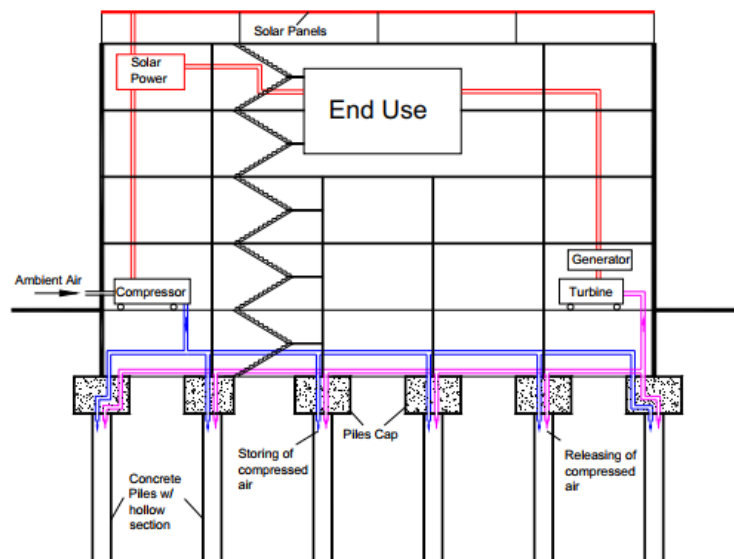 Solar Panels
Solar
Power
End Use
Generator
Ambient Air
Compressor
Turbine
Storing of
compressed
air
Piles Cap
Releasing of
compressed
air
Concrete
Piles w/
hollow
section